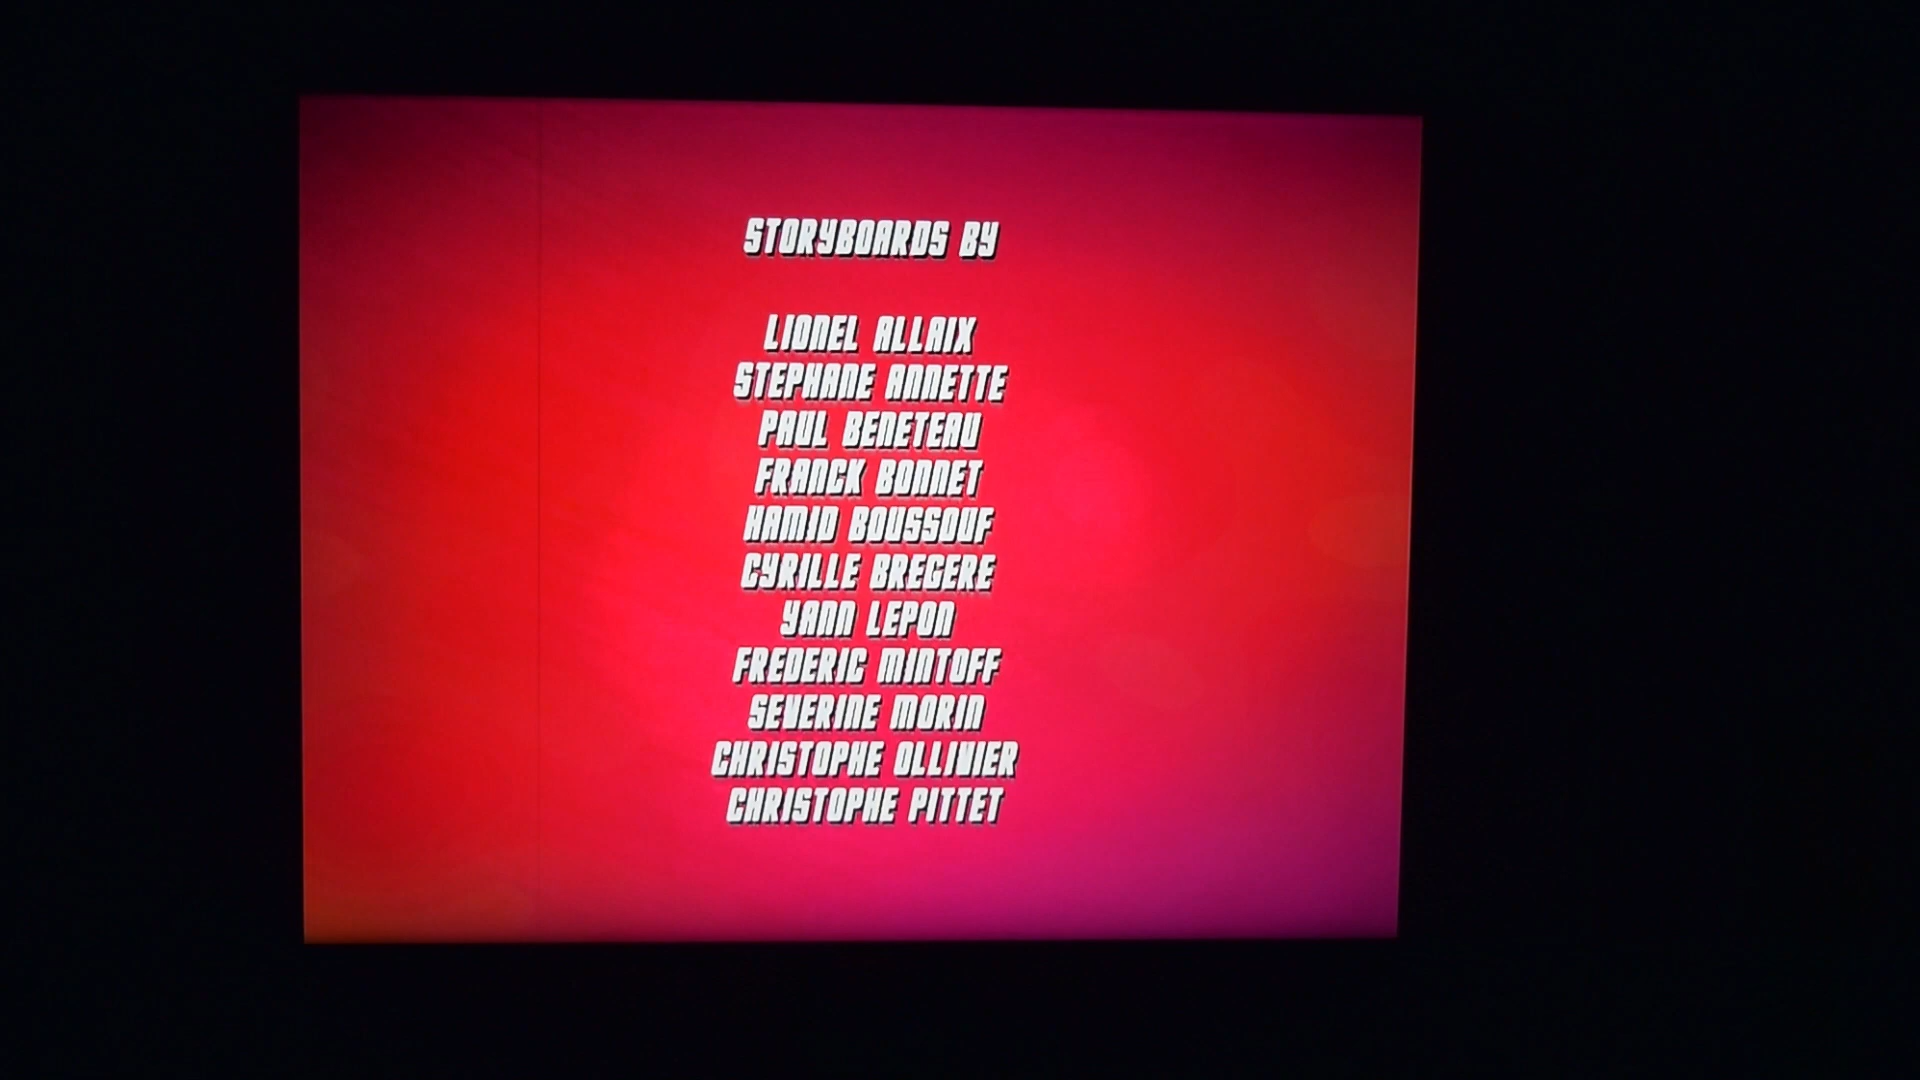 STORYBOARDS BY
LIONEL ALLAIX
STEPHANE ANNETTE
PAUL BENETEAU
FRANCK BONNET
HAMID BOUSSOUF
CYRILLE BREGERE
YANN LEPON
FREDERIC MINTOFF
SEVERINE MORIN
CHRISTOPHE OLLIVIER
CHRISTOPHE PITTET